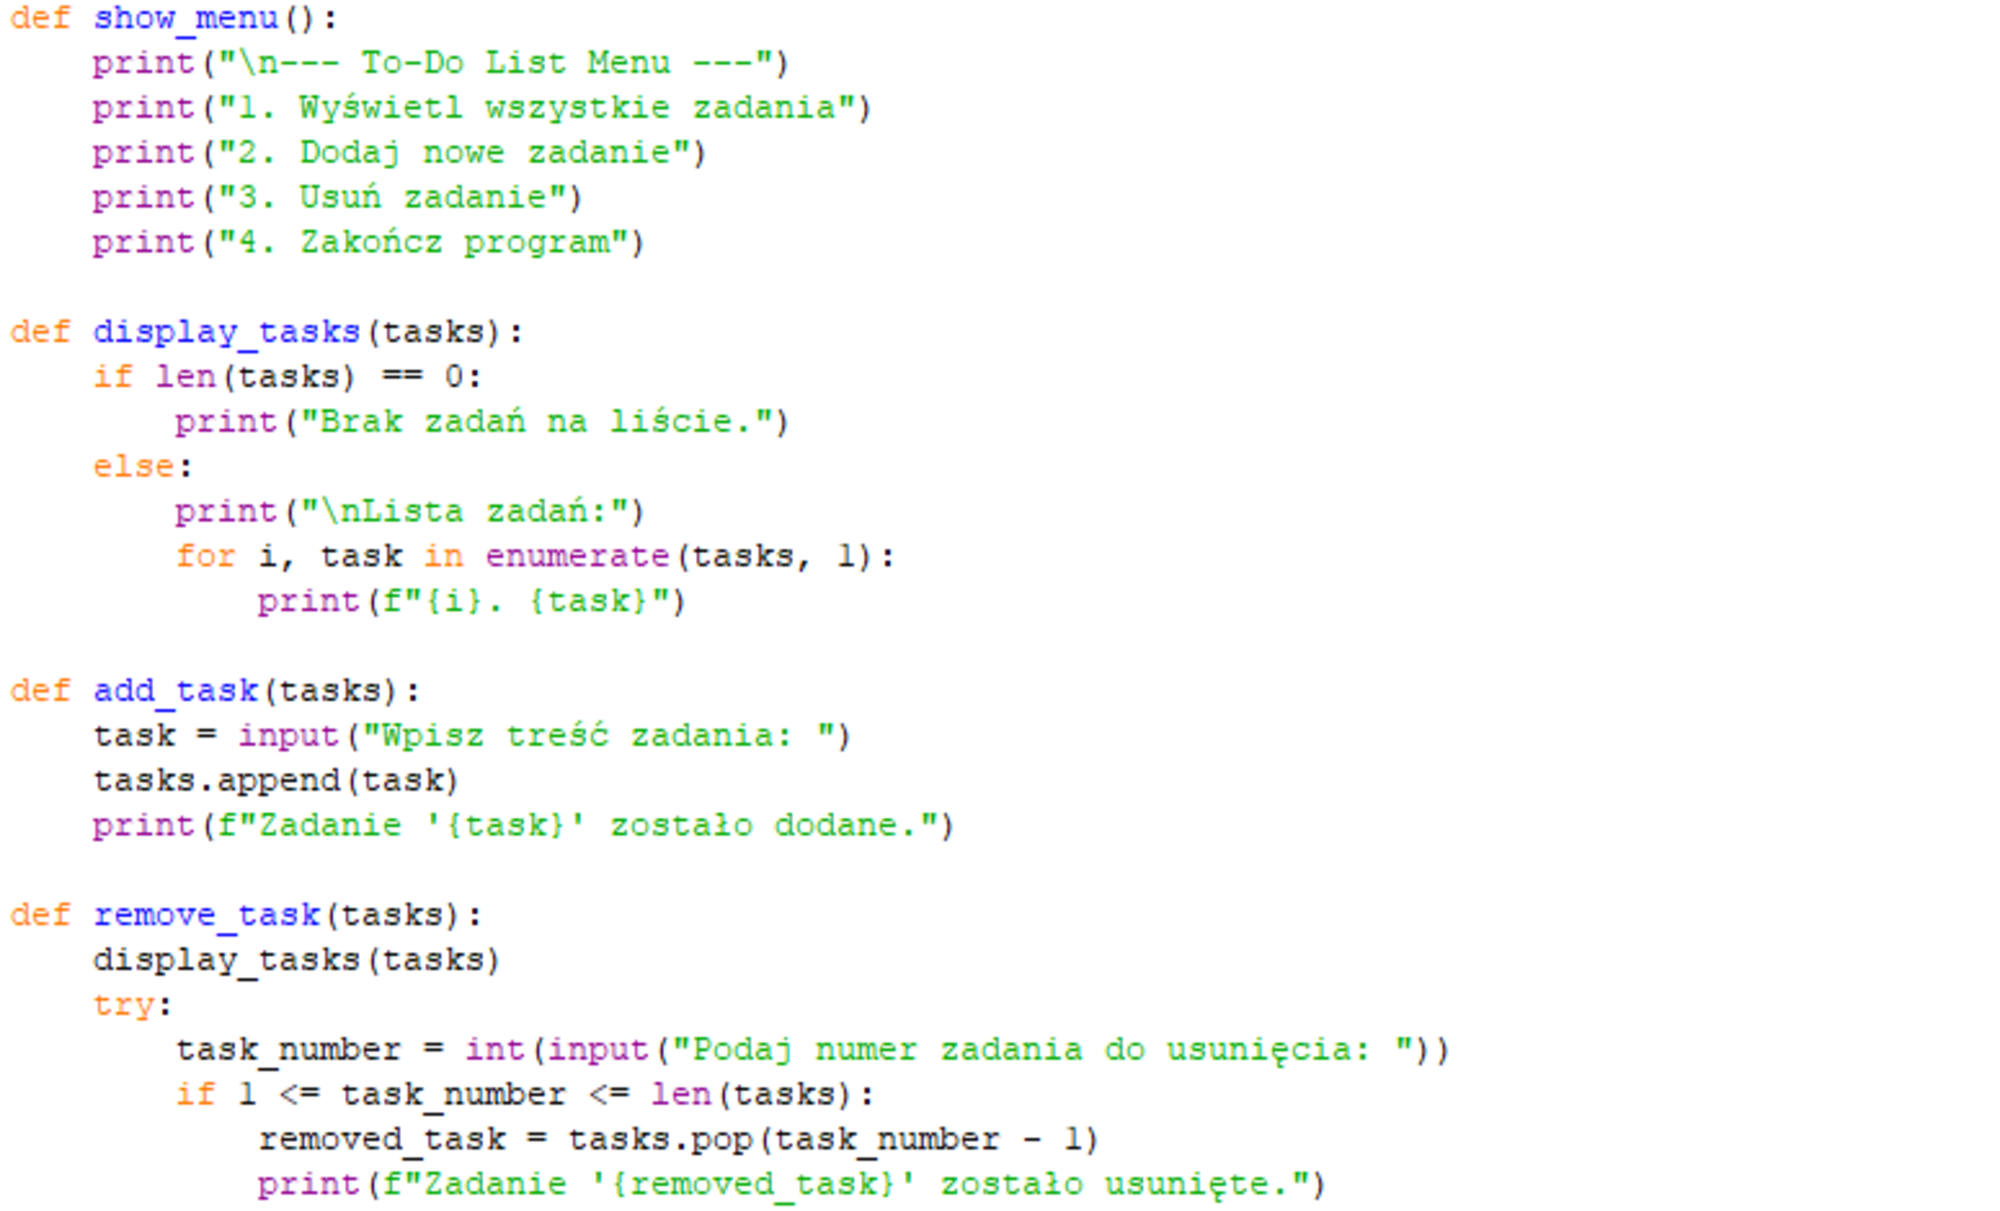 def show_menu():
    print("\n--- To-Do List Menu ---")
    print("1. Wyświetl wszystkie zadania")
    print("2. Dodaj nowe zadanie")
    print("3. Usuń zadanie")
    print("4. Zakończ program")

def display_tasks(tasks):
    if len(tasks) == 0:
        print("Brak zadań na liście.")
    else:
        print("\nLista zadań:")
        for i, task in enumerate(tasks, 1):
            print(f"{i}. {task}")

def add_task(tasks):
    task = input("Wpisz treść zadania: ")
    tasks.append(task)
    print(f"Zadanie '{task}' zostało dodane.")

def remove_task(tasks):
    display_tasks(tasks)
    try:
        task_number = int(input("Podaj numer zadania do usunięcia: "))
        if 1 <= task_number <= len(tasks):
            removed_task = tasks.pop(task_number - 1)
            print(f"Zadanie '{removed_task}' zostało usunięte.")